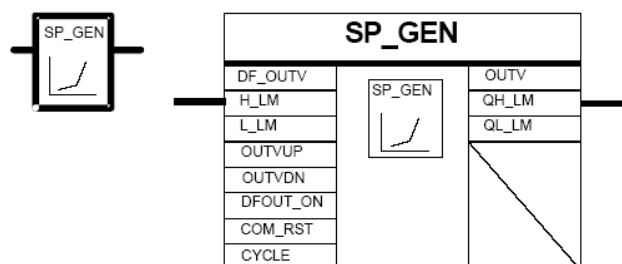 SP_GEN
SP_GEN
DF_OUTV
H_LM
L_LM
OUTVUP
OUTVDN
DFOUT_ON
COM_RST
CYCLE
SP_GEN
OUTV
QH_LM
QL_LM